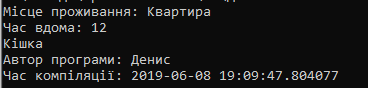 Місце проживання: Квартира
Час вдома: 12
Кішка
Автор програми: Денис
Час компіляції: 2019-06-08 19:09:47.804077